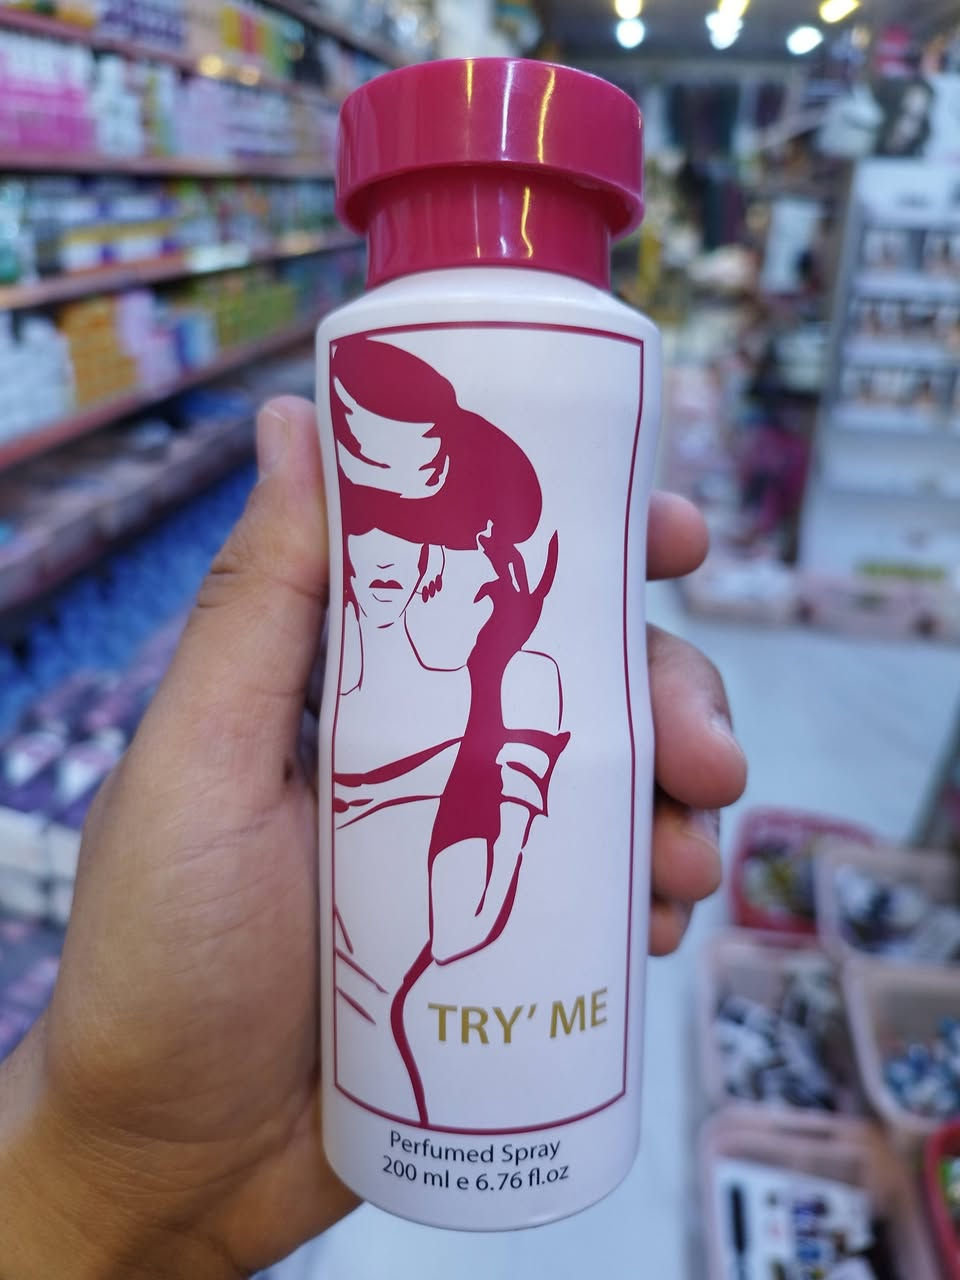 TRY’ ME
Perfumed Spray
200 ml e 6.76 fl.oz